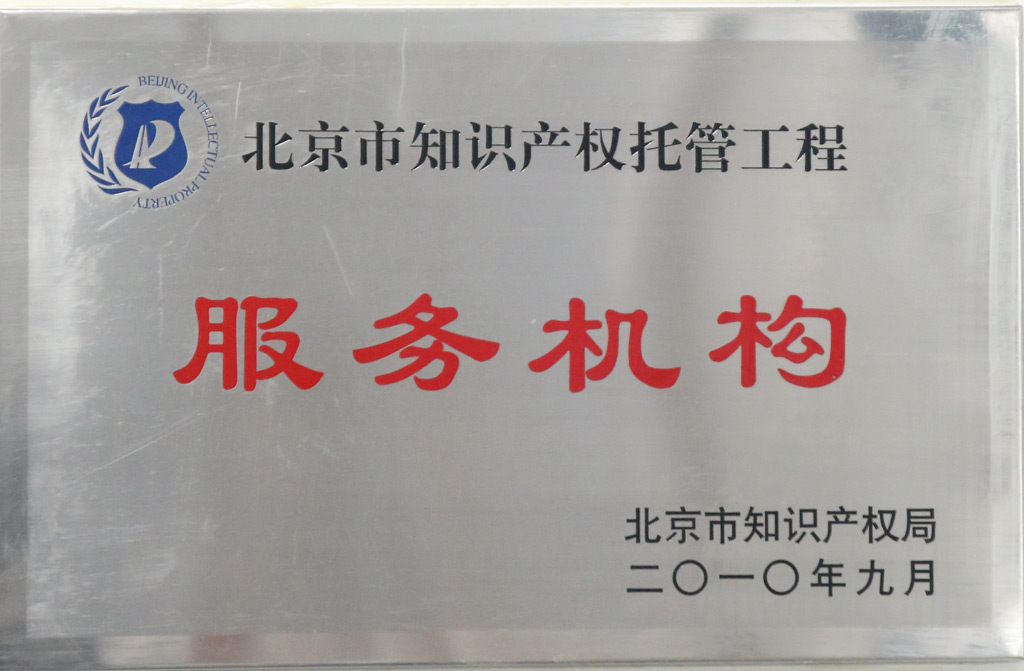 BEIJING INTELLECTUAL PROPERTY
北京市知识产权托管工程
服务机构
北京市知识产权局
二〇一〇年九月